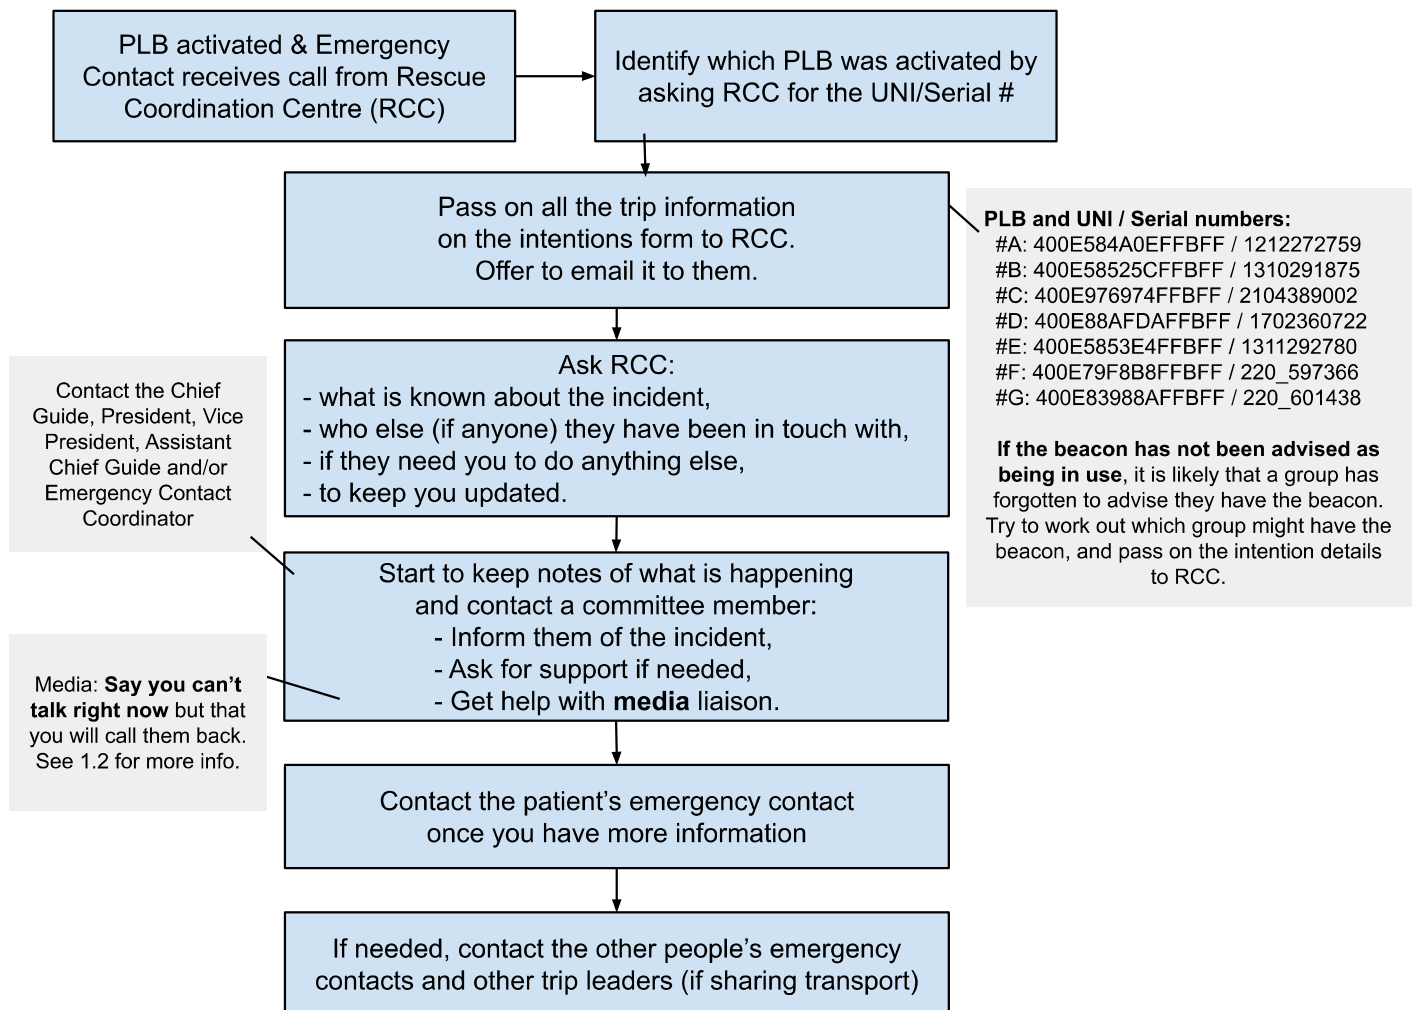 PLB activated & Emergency
Contact receives call from Rescue
Coordination Centre (RCC)
Identify which PLB was activated by
asking RCC for the UNI/Serial #
Pass on all the trip information
on the intentions form to RCC.
Offer to email it to them.
PLB and UNI / Serial numbers:
#A: 400E584A0EFFBFF / 1212272759
#B: 400E58525CFFBFF / 1310291875
#C: 400E976974FFBFF / 2104389002
#D: 400E88AFDAFFBFF / 1702360722
#E: 400E5853E4FFBFF / 1311292780
#F: 400E79F8B8FFBFF / 220_597366
#G: 400E83988AFFBFF / 220_601438
If the beacon has not been advised as
being in use, it is likely that a group has
forgotten to advise they have the beacon.
Try to work out which group might have the
beacon, and pass on the intention details
to RCC.
Ask RCC:
- what is known about the incident,
- who else (if anyone) they have been in touch with,
- if they need you to do anything else,
- to keep you updated.
Contact the Chief
Guide, President, Vice
President, Assistant
Chief Guide and/or
Emergency Contact
Coordinator
Start to keep notes of what is happening
and contact a committee member:
- Inform them of the incident,
- Ask for support if needed,
- Get help with media liaison.
Media: Say you can't
talk right now but that
you will call them back.
See 1.2 for more info.
Contact the patient's emergency contact
once you have more information
If needed, contact the other people's emergency
contacts and other trip leaders (if sharing transport)